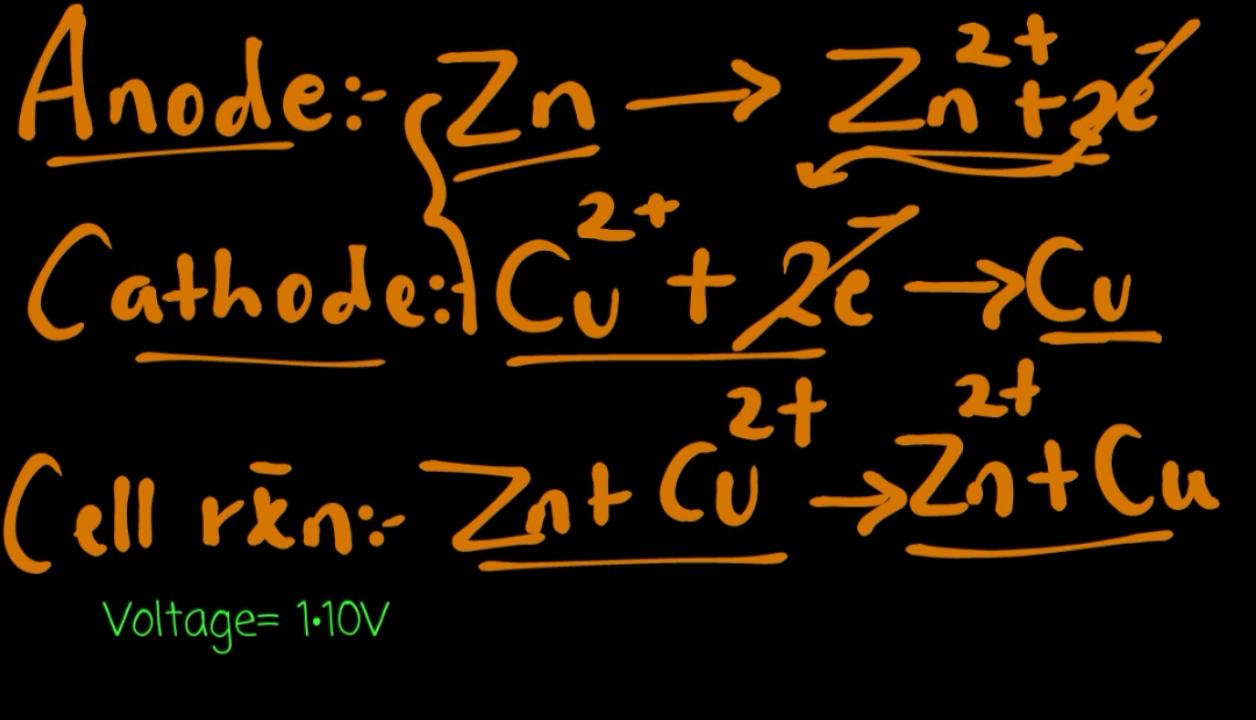 Anode:- Zn → Zn²⁺ + 2e⁻
Cathode:- Cu²⁺ + 2e⁻ → Cu
Cell rxn:- Zn + Cu²⁺ → Zn²⁺ + Cu
Voltage= 1·10V